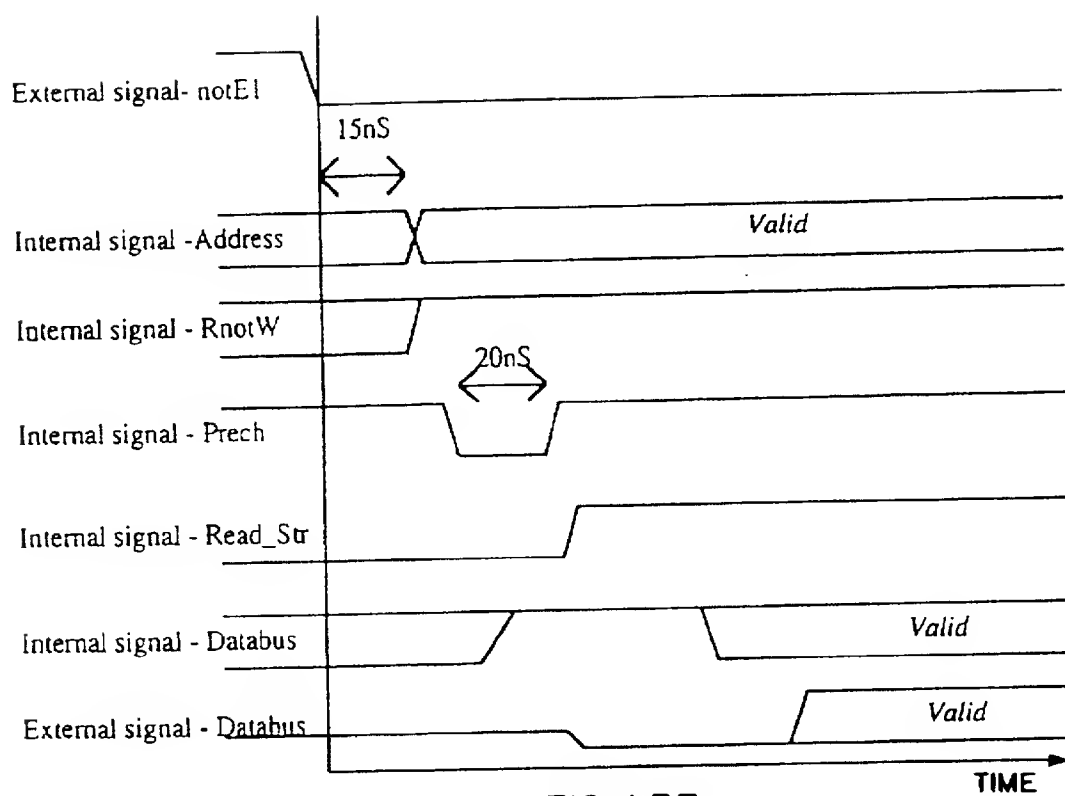 External signal- notE1
15nS
Valid
Internal signal -Address
Internal signal - RnotW
20nS
Internal signal - Prech
Internal signal - Read_Str
Internal signal - Databus
Valid
External signal - Databus
Valid
TIME